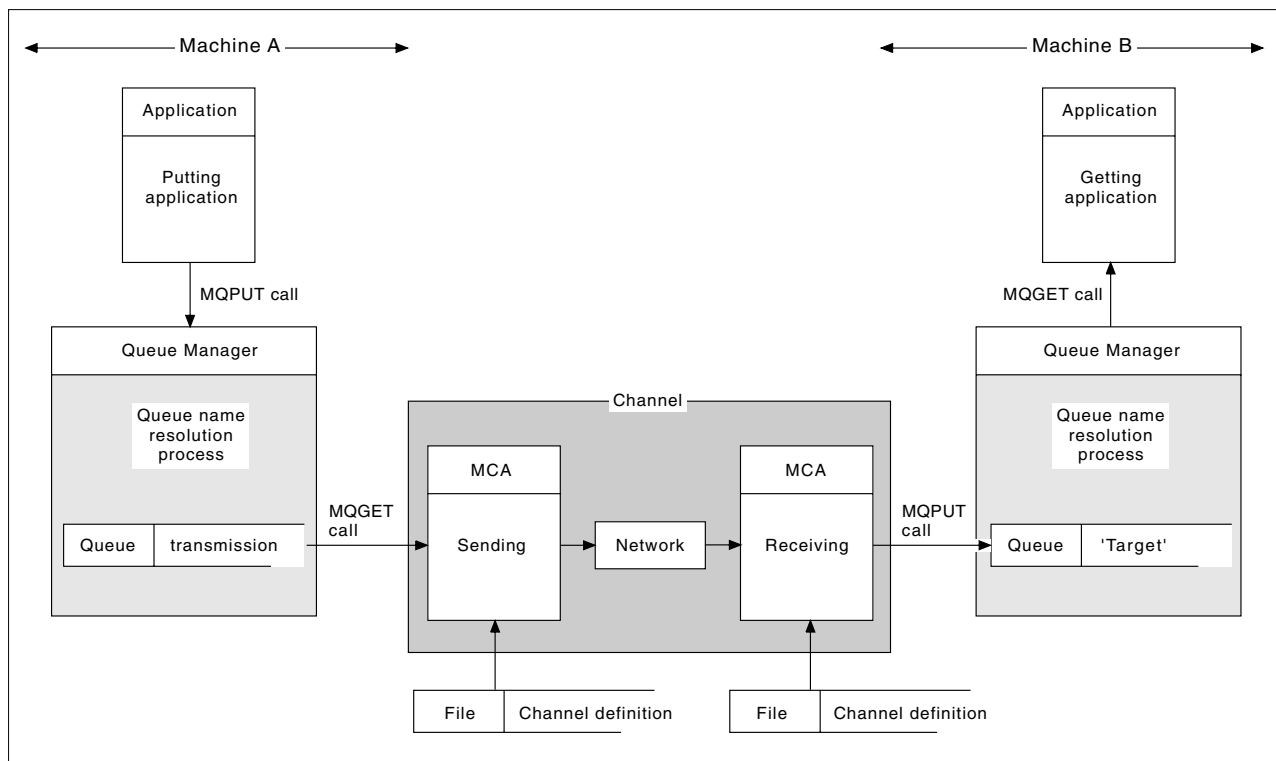 Machine A
Machine B
Application
Putting
application
Application
Getting
application
MQPUT call
MQGET call
Queue Manager
Queue name
resolution
process
Queue
transmission
MQGET
call
Channel
MCA
Sending
Network
MCA
Receiving
MQPUT
call
Queue Manager
Queue name
resolution
process
Queue
'Target'
File
Channel definition
File
Channel definition